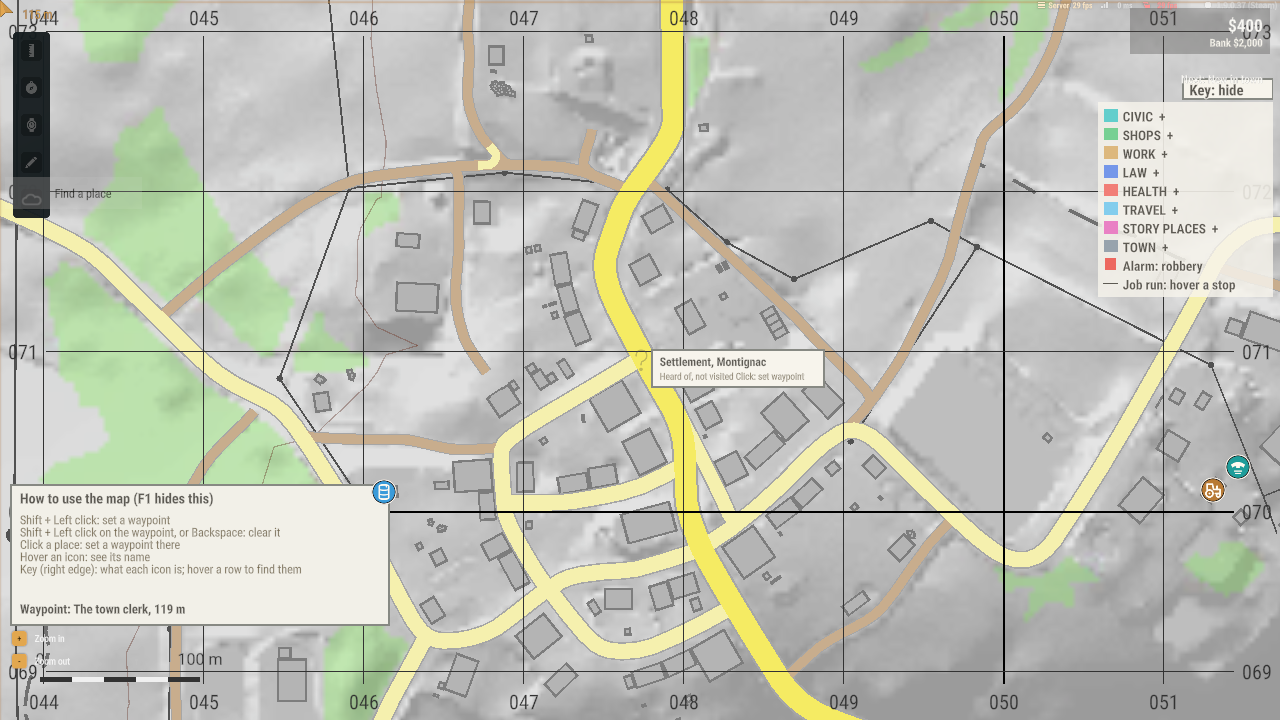 044
045
046
047
048
049
050
051
Server 29 fps
073
073
$400
Bank $2,000
Key: hide
CIVIC +
SHOPS +
WORK +
LAW +
HEALTH +
TRAVEL +
STORY PLACES +
TOWN +
Alarm: robbery
Job run: hover a stop
Find a place
072
071
071
?
Settlement, Montignac
Heard of, not visited Click: set waypoint
070
How to use the map (F1 hides this)
Shift + Left click: set a waypoint
Shift + Left click on the waypoint, or Backspace: clear it
Click a place: set a waypoint there
Hover an icon: see its name
Key (right edge): what each icon is; hover a row to find them
Waypoint: The town clerk, 119 m
+ Zoom in
- Zoom out
100 m
069
069
044
045
046
047
048
049
050
051